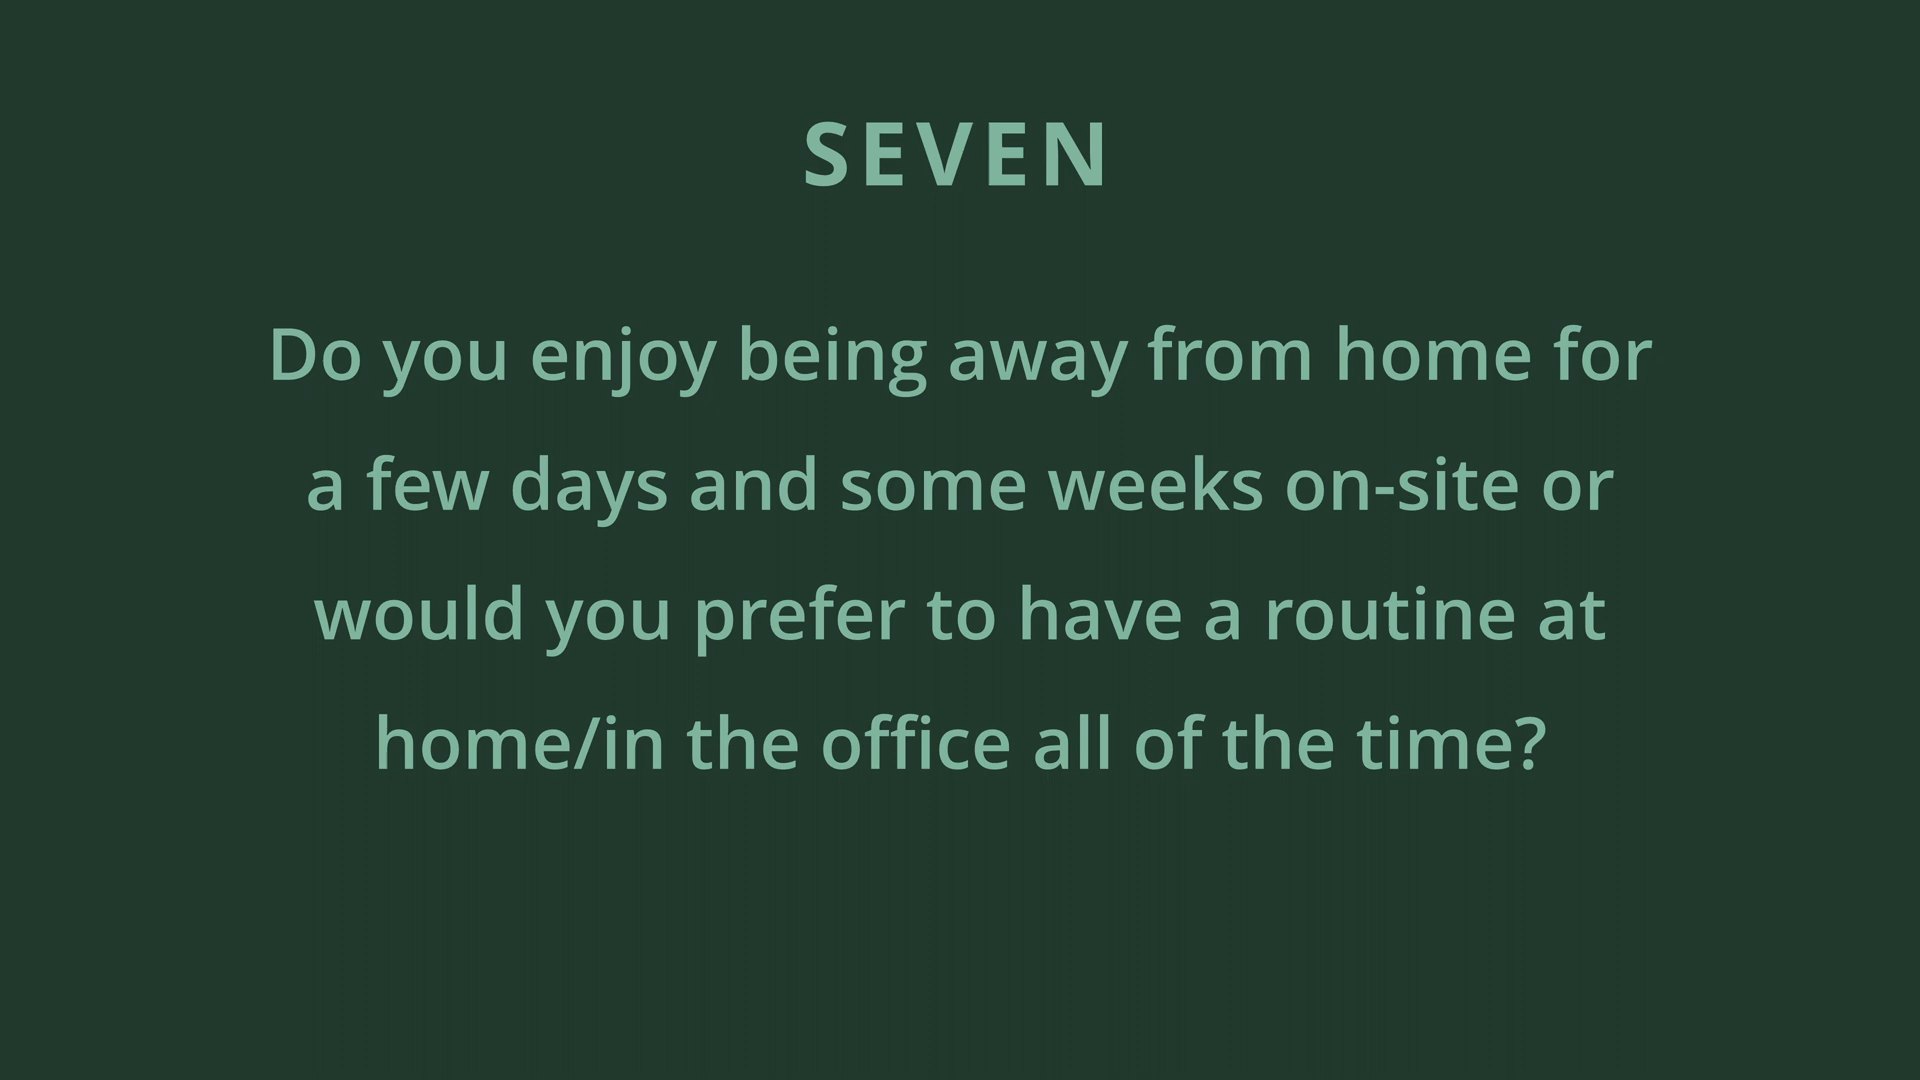 SEVEN
Do you enjoy being away from home for
a few days and some weeks on-site or
would you prefer to have a routine at
home/in the office all of the time?